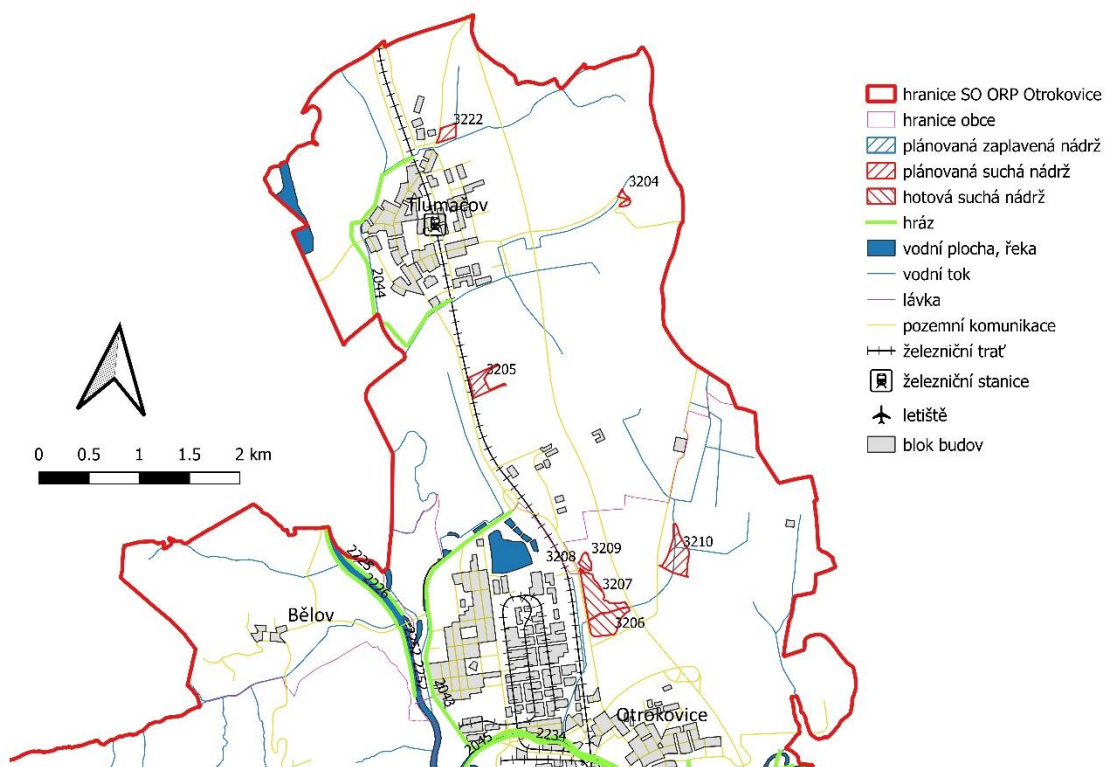 3222
3204
Tlumačov
2044
3205
3210
3209
3208
3207
3206
2225
2226
Bělov
2252
2043
Otrokovice
2045
2234
hranice SO ORP Otrokovice
hranice obce
plánovaná zaplavená nádrž
plánovaná suchá nádrž
hotová suchá nádrž
hráz
vodní plocha, řeka
vodní tok
lávka
pozemní komunikace
železniční trať
železniční stanice
letiště
blok budov
0 0.5 1 1.5 2 km